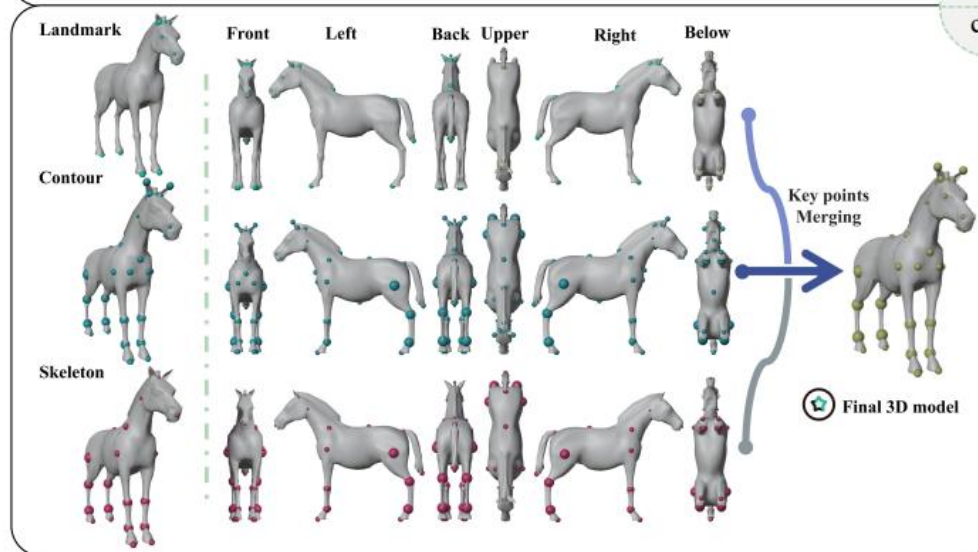 Landmark
Front Left Back Upper Right Below
Contour
Key points
Merging
Skeleton
Final 3D model